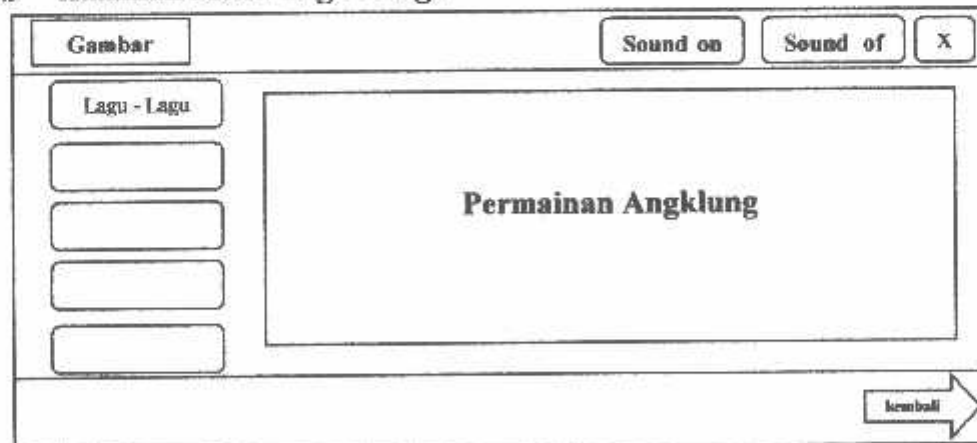 Gambar
Sound on
Sound of
X
Lagu - Lagu
Permainan Angklung
kembali